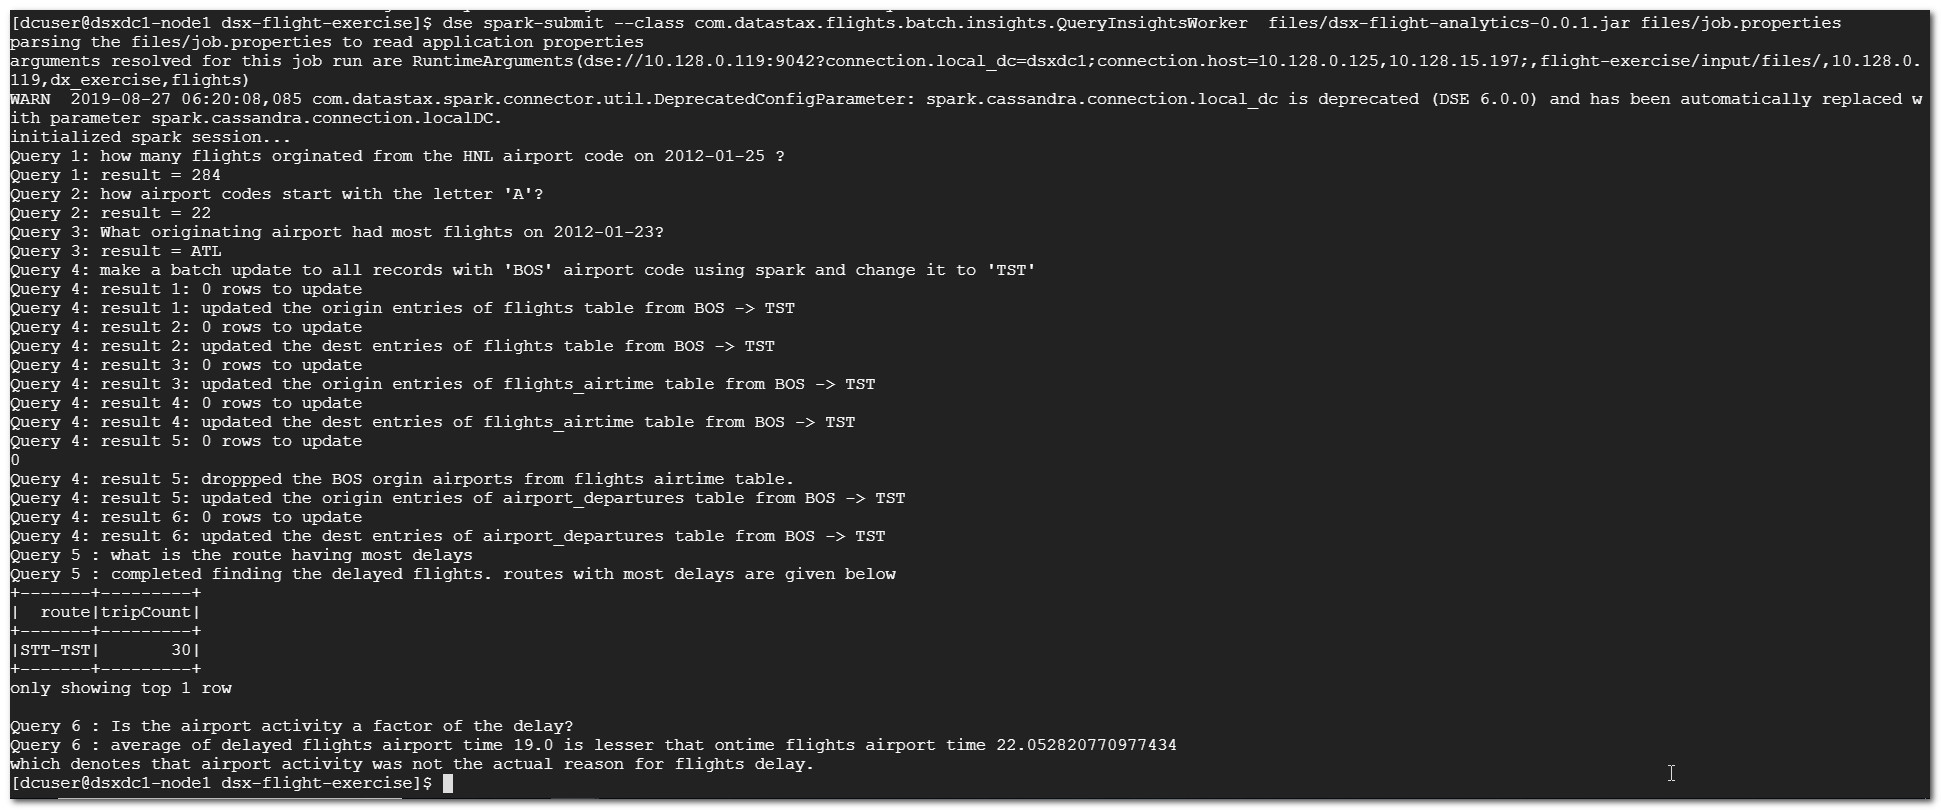 [dcuser@dsxdc1-node1 dsx-flight-exercise]$ dse spark-submit --class com.datastax.flights.batch.insights.QueryInsightsWorker  files/dsx-flight-analytics-0.0.1.jar files/job.properties
parsing the files/job.properties to read application properties
arguments resolved for this job run are RuntimeArguments(dse://10.128.0.119:9042?connection.local_dc=dsxdc1;connection.host=10.128.0.125,10.128.15.197;,flight-exercise/input/files/,10.128.0.
119,dx_exercise,flights)
WARN  2019-08-27 06:20:08,085 com.datastax.spark.connector.util.DeprecatedConfigParameter: spark.cassandra.connection.local_dc is deprecated (DSE 6.0.0) and has been automatically replaced w
ith parameter spark.cassandra.connection.localDC.
initialized spark session...
Query 1: how many flights orginated from the HNL airport code on 2012-01-25 ?
Query 1: result = 284
Query 2: how airport codes start with the letter 'A'?
Query 2: result = 22
Query 3: What originating airport had most flights on 2012-01-23?
Query 3: result = ATL
Query 4: make a batch update to all records with 'BOS' airport code using spark and change it to 'TST'
Query 4: result 1: 0 rows to update
Query 4: result 1: updated the origin entries of flights table from BOS -> TST
Query 4: result 2: 0 rows to update
Query 4: result 2: updated the dest entries of flights table from BOS -> TST
Query 4: result 3: 0 rows to update
Query 4: result 3: updated the origin entries of flights_airtime table from BOS -> TST
Query 4: result 4: 0 rows to update
Query 4: result 4: updated the dest entries of flights_airtime table from BOS -> TST
Query 4: result 5: 0 rows to update
0
Query 4: result 5: droppped the BOS orgin airports from flights airtime table.
Query 4: result 5: updated the origin entries of airport_departures table from BOS -> TST
Query 4: result 6: 0 rows to update
Query 4: result 6: updated the dest entries of airport_departures table from BOS -> TST
Query 5 : what is the route having most delays
Query 5 : completed finding the delayed flights. routes with most delays are given below
+-------+---------+
|  route|tripCount|
+-------+---------+
|STT-TST|       30|
+-------+---------+
only showing top 1 row
Query 6 : Is the airport activity a factor of the delay?
Query 6 : average of delayed flights airport time 19.0 is lesser that ontime flights airport time 22.052820770977434
which denotes that airport activity was not the actual reason for flights delay.
[dcuser@dsxdc1-node1 dsx-flight-exercise]$